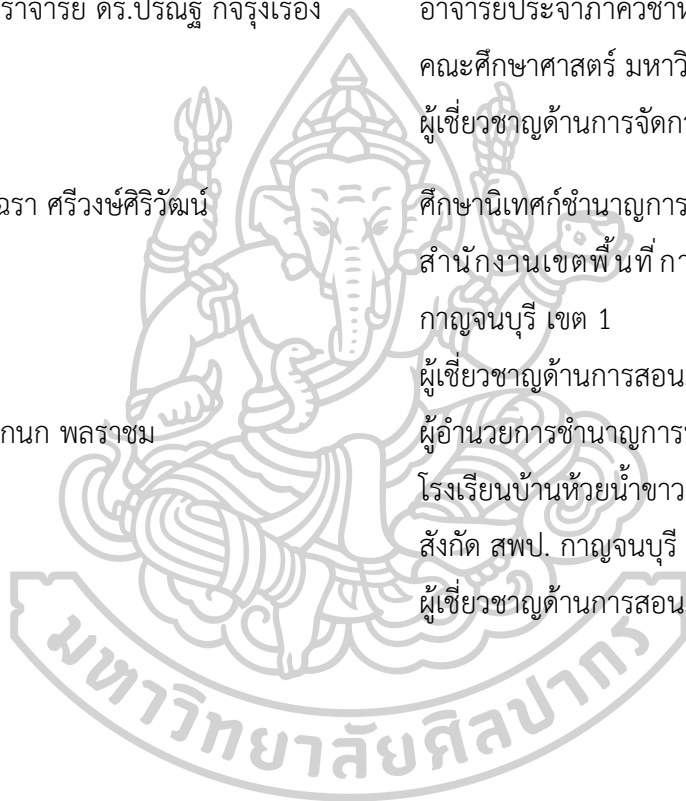 ราจารย์ ดร.ปรณัฐ กิจรุ่งเรือง
อาจารย์ประจำภาควิชา
คณะศึกษาศาสตร์ มหาวิ
ผู้เชี่ยวชาญด้านการจัดก
ฉรา ศรีวงษ์ศิริวัฒน์
ศึกษานิเทศก์ชำนาญการ
สำนักงานเขตพื้นที่กา
กาญจนบุรี เขต 1
ผู้เชี่ยวชาญด้านการสอน
กนก พลราชม
ผู้อำนวยการชำนาญการ
โรงเรียนบ้านห้วยน้ำขาว
สังกัด สพป. กาญจนบุรี
ผู้เชี่ยวชาญด้านการสอน
มหาวิทยาลัยศิลปากร